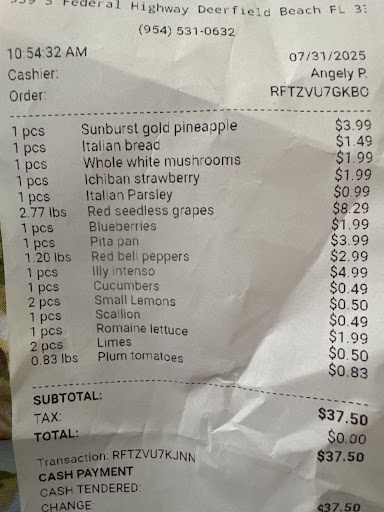 S Federal Highway Deerfield Beach FL
(954) 531-0632
10:54:32 AM 07/31/2025
Cashier: Angely P.
Order: RFTZVU7GKBO
1 pcs Sunburst gold pineapple $3.99
1 pcs Italian bread $1.49
1 pcs Whole white mushrooms $1.99
1 pcs Ichiban strawberry $1.99
1 pcs Italian Parsley $0.99
2.77 lbs Red seedless grapes $8.29
1 pcs Blueberries $1.99
1 pcs Pita pan $3.99
1.20 lbs Red bell peppers $2.99
1 pcs Illy intenso $4.99
1 pcs Cucumbers $0.49
2 pcs Small Lemons $0.50
1 pcs Scallion $0.49
1 pcs Romaine lettuce $1.99
2 pcs Limes $0.50
0.83 lbs Plum tomatoes $0.83
SUBTOTAL: $37.50
TAX: $0.00
TOTAL: $37.50
Transaction: RFTZVU7KJNN
CASH PAYMENT
CASH TENDERED: $37.50
CHANGE